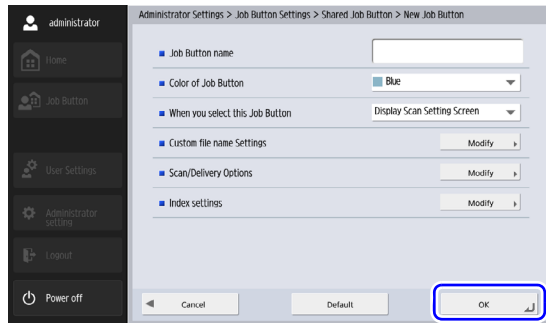 administrator
Administrator Settings > Job Button Settings > Shared Job Button > New Job Button
Home
Job Button
User Settings
Administrator
setting
Logout
Power off
Job Button name
Color of Job Button
Blue
When you select this Job Button
Display Scan Setting Screen
Custom file name Settings
Modify
Scan/Delivery Options
Modify
Index settings
Modify
Cancel
Default
OK